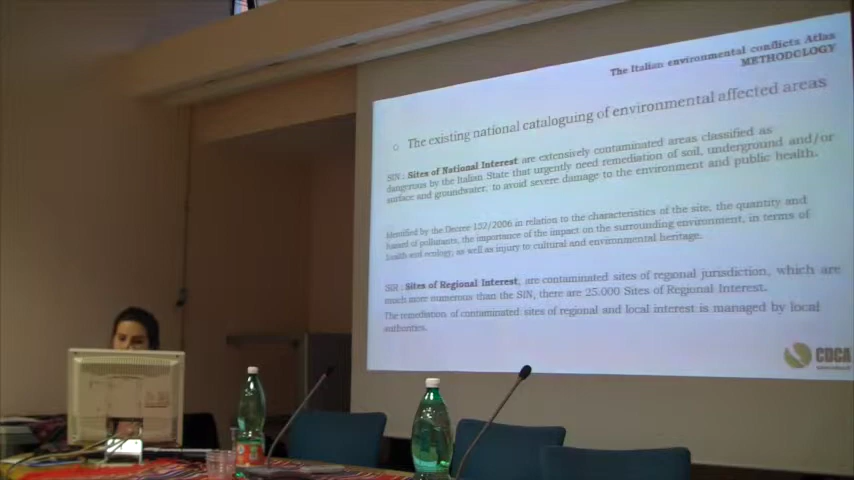 The Italian environmental conflicts Atlas
METHODOLOGY
The existing national cataloguing of environmental affected areas
SIN: Sites of National Interest are extensively contaminated areas classified as
dangerous by the Italian State that urgently need remediation of soil, underground and/or
surface and groundwater, to avoid severe damage to the environment and public health.
Identified by the Decree 152/2006 in relation to the characteristics of the site, the quantity and
hazard of pollutants, the importance of the impact on the surrounding environment, in terms of
health and ecology, as well as injury to cultural and environmental heritage.
Sites of Regional Interest, are contaminated sites of regional jurisdiction, which are
much more numerous than the SIN, there are 25.000 Sites of Regional Interest.
The remediation of contaminated sites of regional and local interest is managed by local
authorities.
CDCA